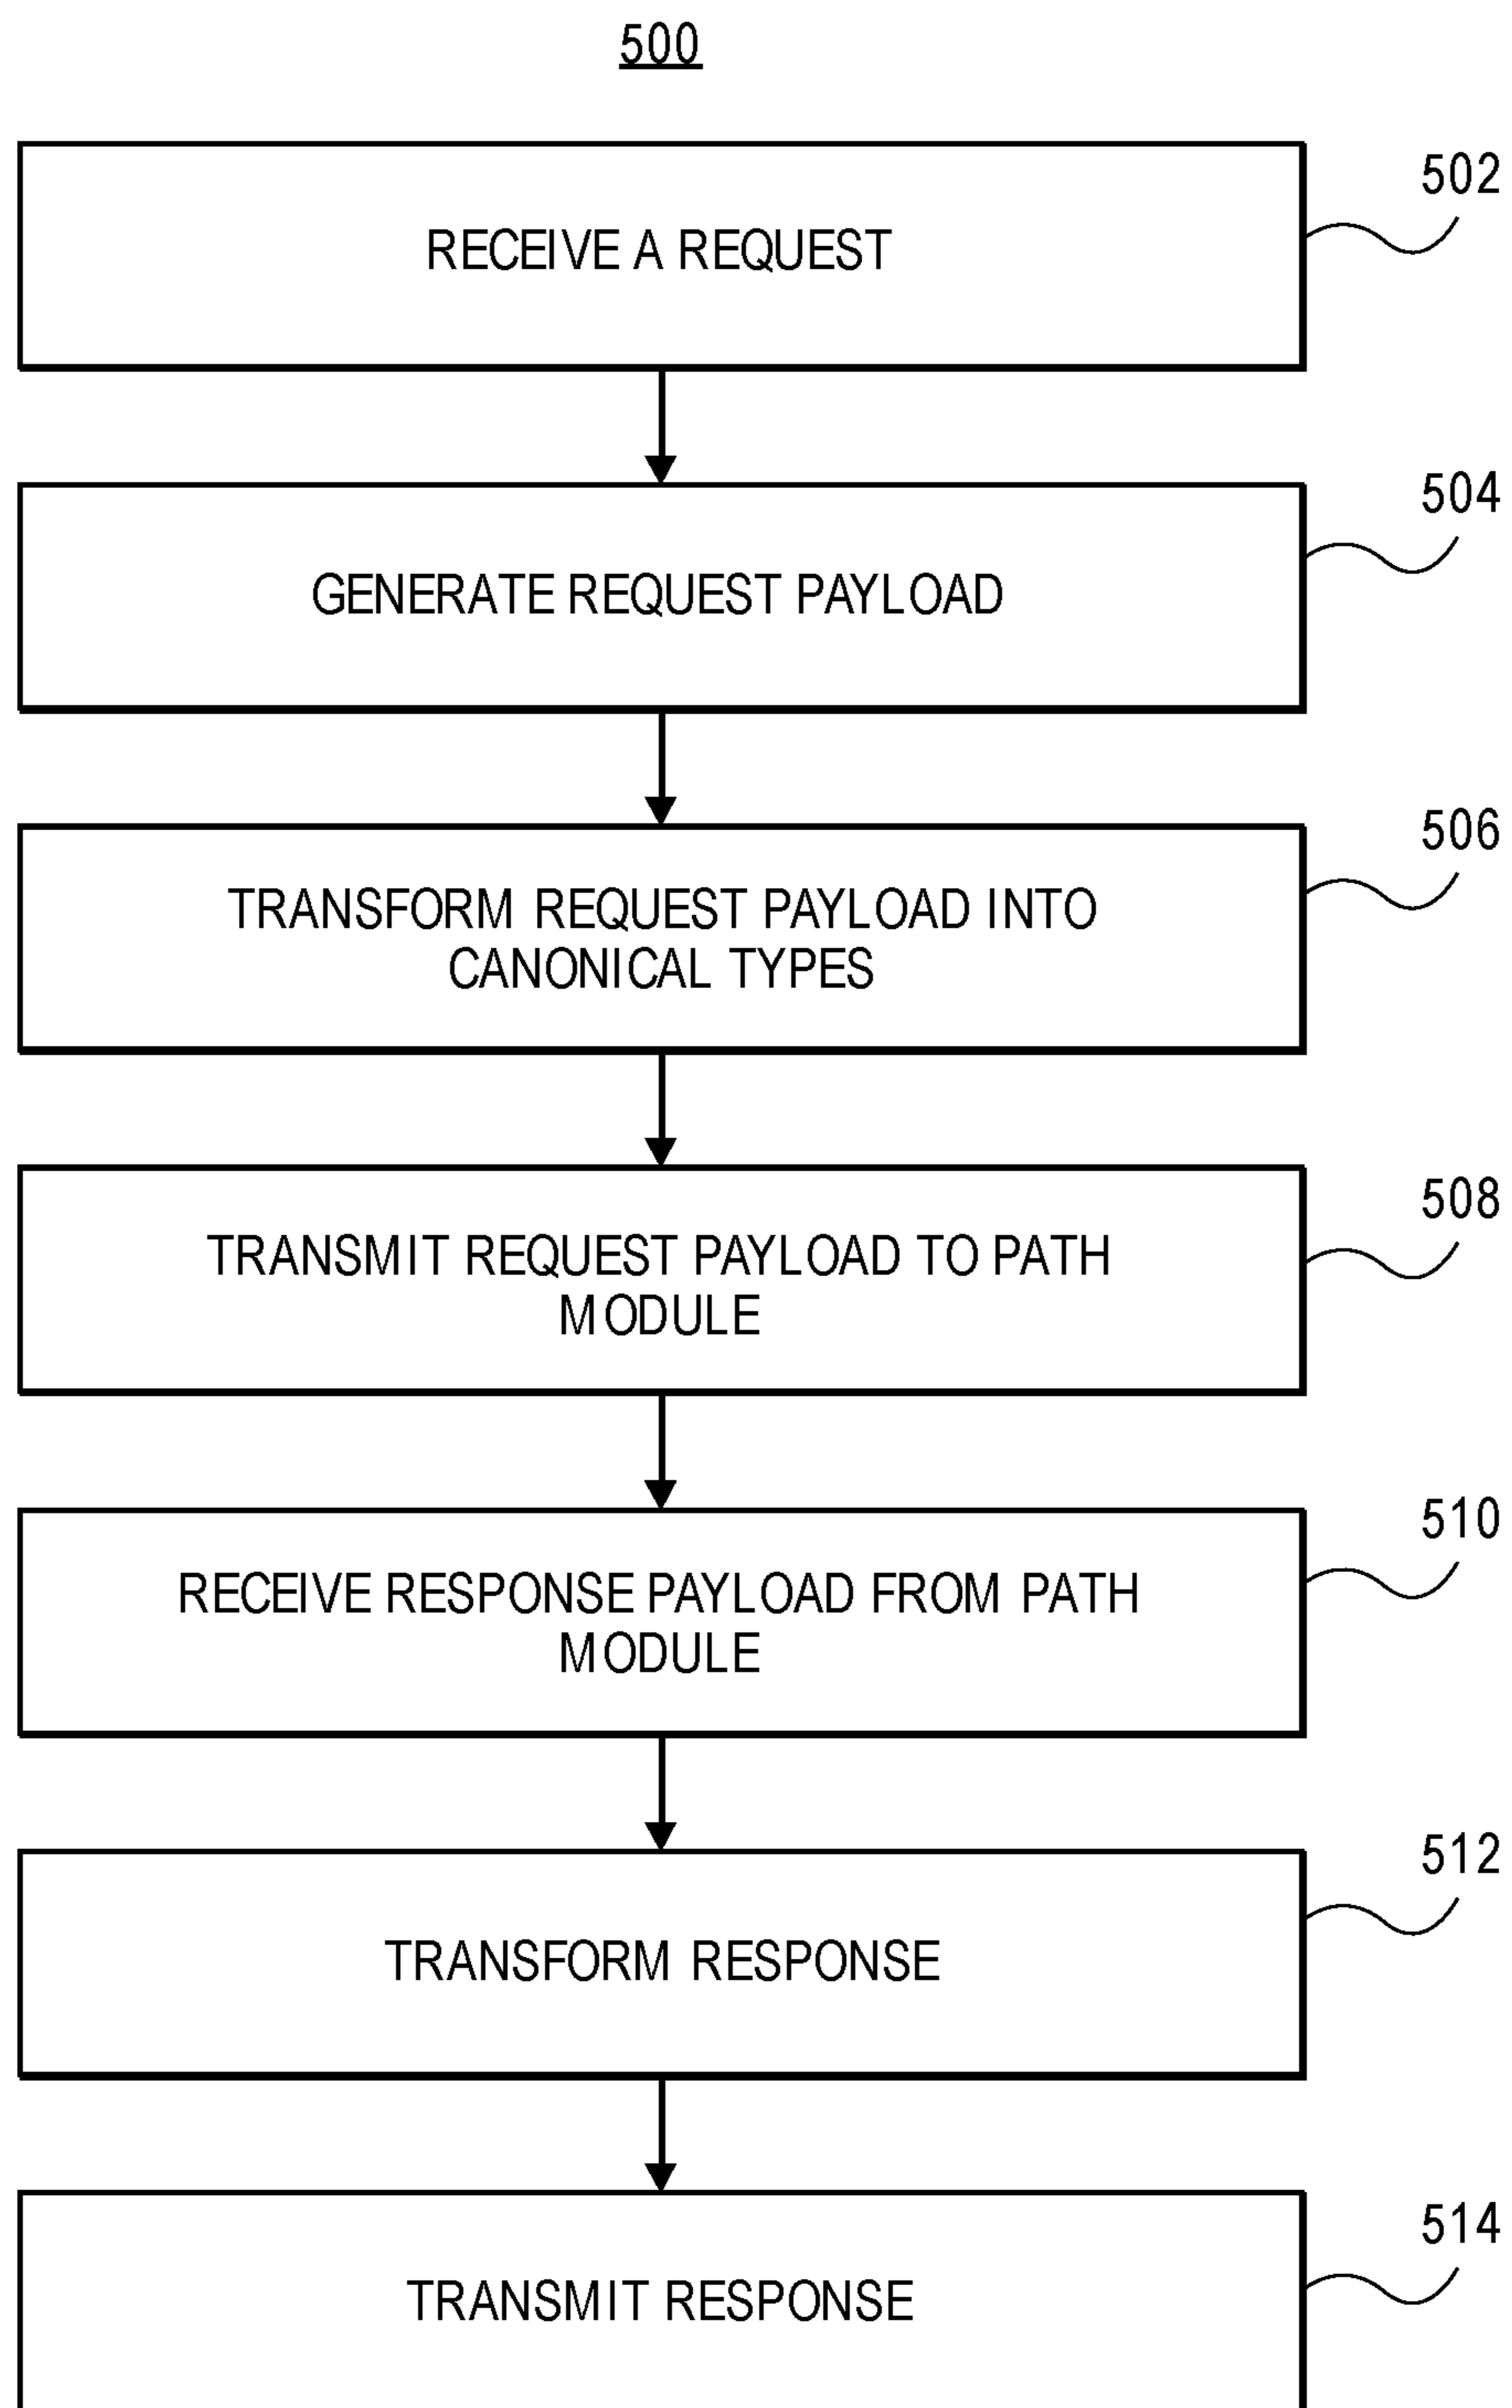 500
502
RECEIVE A REQUEST
504
GENERATE REQUEST PAYLOAD
506
TRANSFORM REQUEST PAYLOAD INTO
CANONICAL TYPES
508
TRANSMIT REQUEST PAYLOAD TO PATH
MODULE
510
RECEIVE RESPONSE PAYLOAD FROM PATH
MODULE
512
TRANSFORM RESPONSE
514
TRANSMIT RESPONSE